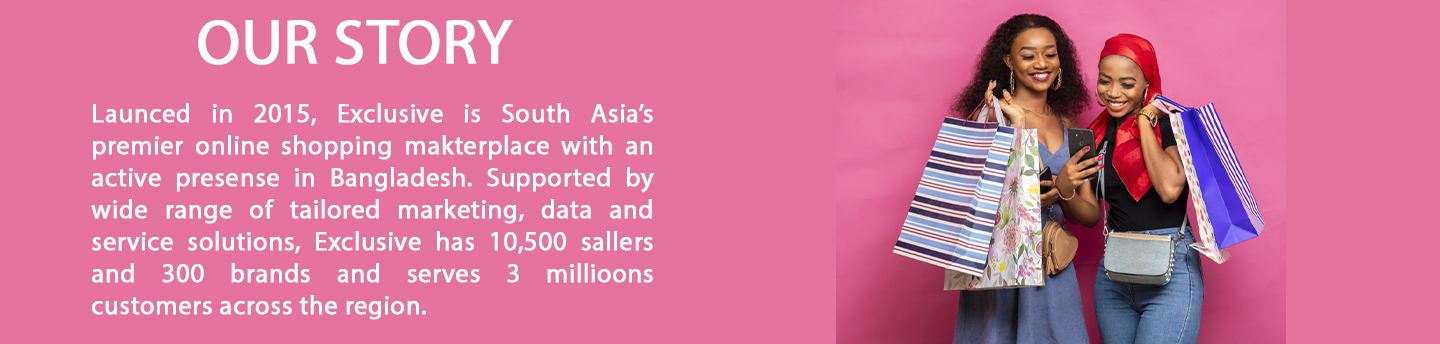 OUR STORY
Launced in 2015, Exclusive is South Asia’s
premier online shopping makterplace with an
active presense in Bangladesh. Supported by
wide range of tailored marketing, data and
service solutions, Exclusive has 10,500 sallers
and 300 brands and serves 3 millioons
customers across the region.